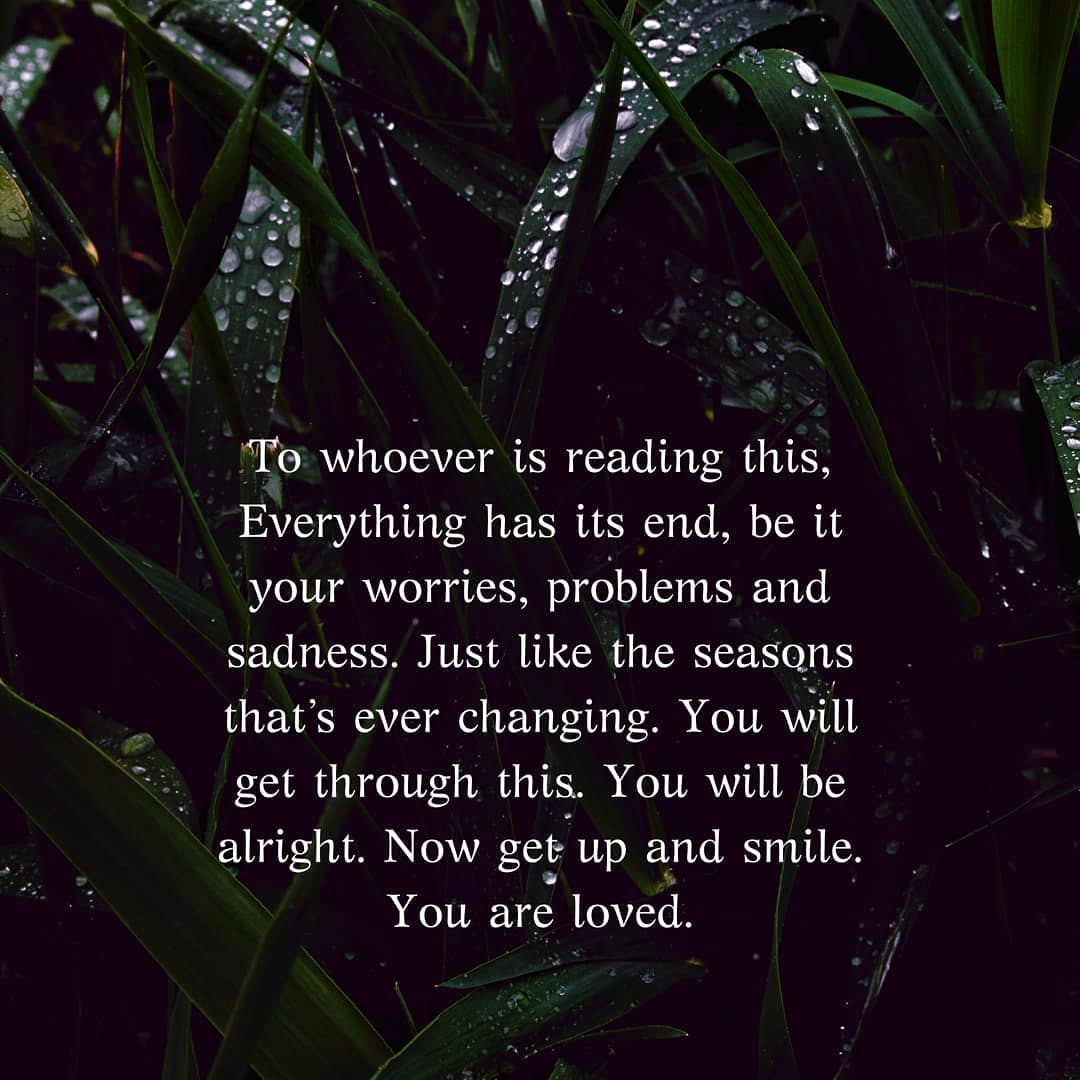 To whoever is reading this,
Everything has its end, be it
your worries, problems and
sadness. Just like the seasons
that’s ever changing. You will
get through this. You will be
alright. Now get up and smile.
You are loved.